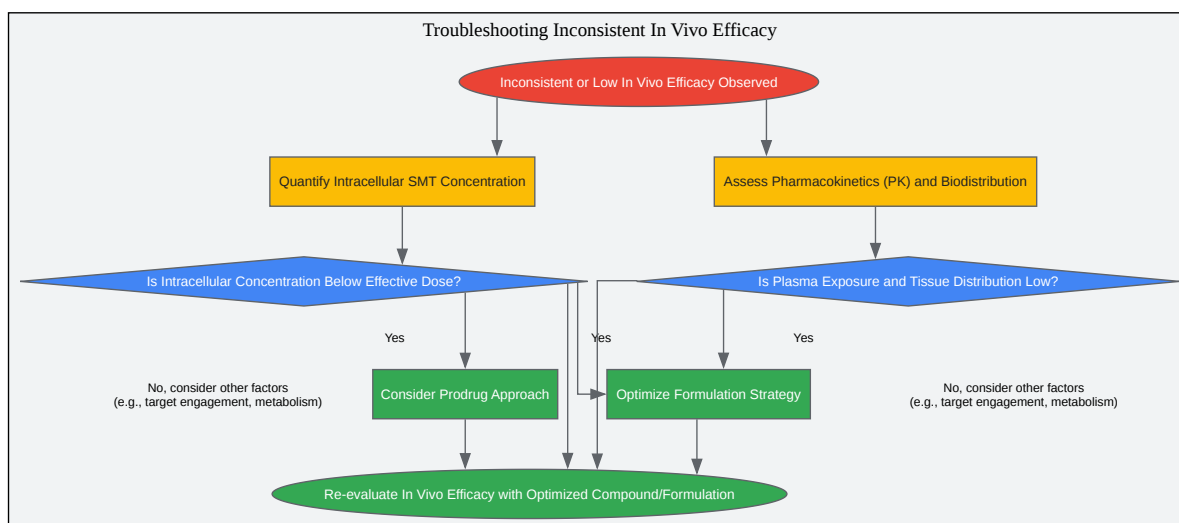 Troubleshooting Inconsistent In Vivo Efficacy
Inconsistent or Low In Vivo Efficacy Observed
Quantify Intracellular SMT Concentration
Assess Pharmacokinetics (PK) and Biodistribution
Is Intracellular Concentration Below Effective Dose?
Is Plasma Exposure and Tissue Distribution Low?
Yes
Yes
Yes
No, consider other factors
(e.g., target engagement, metabolism)
Consider Prodrug Approach
Optimize Formulation Strategy
No, consider other factors
(e.g., target engagement, metabolism)
Re-evaluate In Vivo Efficacy with Optimized Compound/Formulation